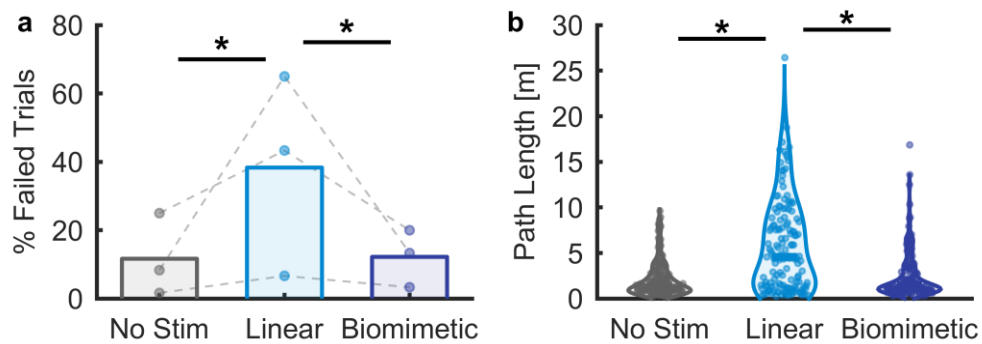 a
% Failed Trials
80
60
40
20
0
*
*
No Stim Linear Biomimetic
b
Path Length [m]
30
25
20
15
10
5
0
*
*
No Stim Linear Biomimetic